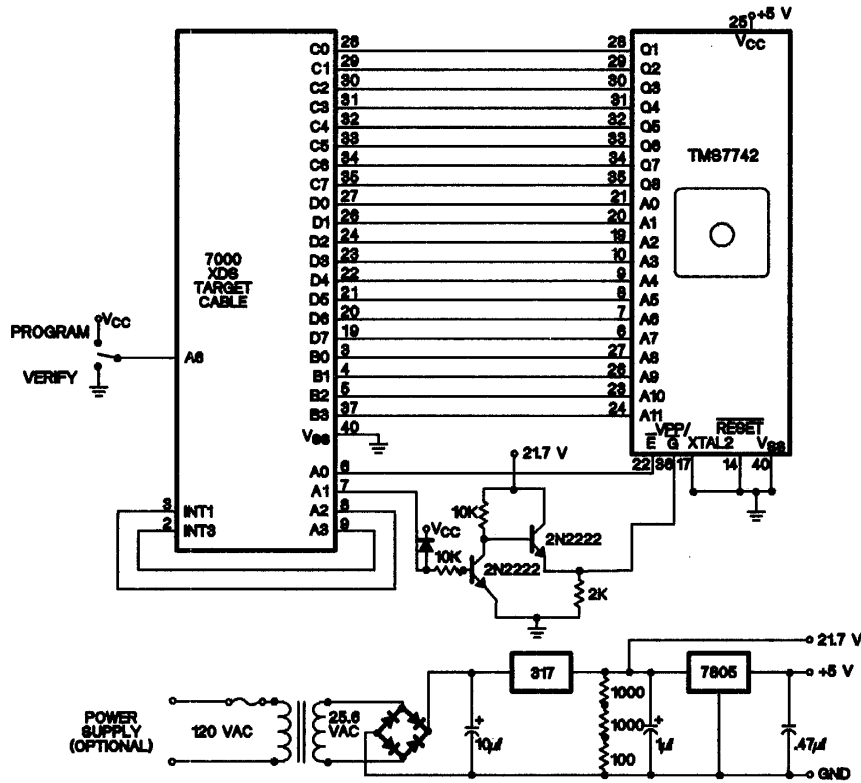 +5 V
25
VCC
C0 28 28 Q1
C1 29 29 Q2
C2 30 30 Q3
C3 31 31 Q4
C4 32 32 Q5
C5 33 33 Q6
C6 34 34 Q7
C7 35 35 Q8
TMS7742
D0 27 21 A0
D1 26 20 A1
D2 24 19 A2
D3 23 10 A3
D4 22 9 A4
D5 21 8 A5
D6 20 7 A6
D7 19 6 A7
B0 3 27 A8
B1 4 26 A9
B2 5 23 A10
B3 37 24 A11
7000
XDS
TARGET
CABLE
PROGRAM
VCC
A6
VERIFY
VSS 40
VPP/ RESET
E G XTAL2 VSS
22 36 17 14 40
A0 6
A1 7
3 INT1 A2 8
2 INT3 A3 9
21.7 V
10K
VCC
10K
2N2222
2N2222
2K
21.7 V
317
7805
+5 V
POWER
SUPPLY
(OPTIONAL)
120 VAC
25.6
VAC
+
10µf
1000
1000
100
+
1µf
+
.47µf
GND